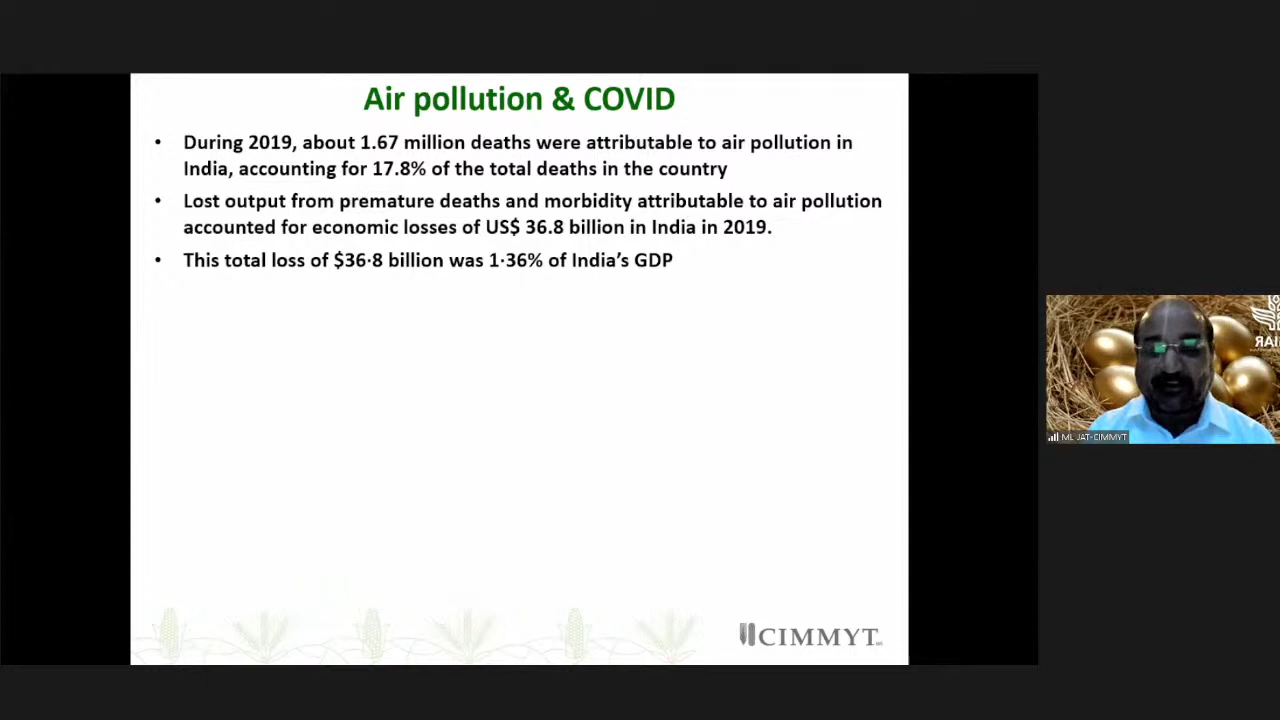 Air pollution & COVID
• During 2019, about 1.67 million deaths were attributable to air pollution in
India, accounting for 17.8% of the total deaths in the country
• Lost output from premature deaths and morbidity attributable to air pollution
accounted for economic losses of US$ 36.8 billion in India in 2019.
• This total loss of $36·8 billion was 1·36% of India’s GDP
CIMMYT
ML JAT-CIMMYT